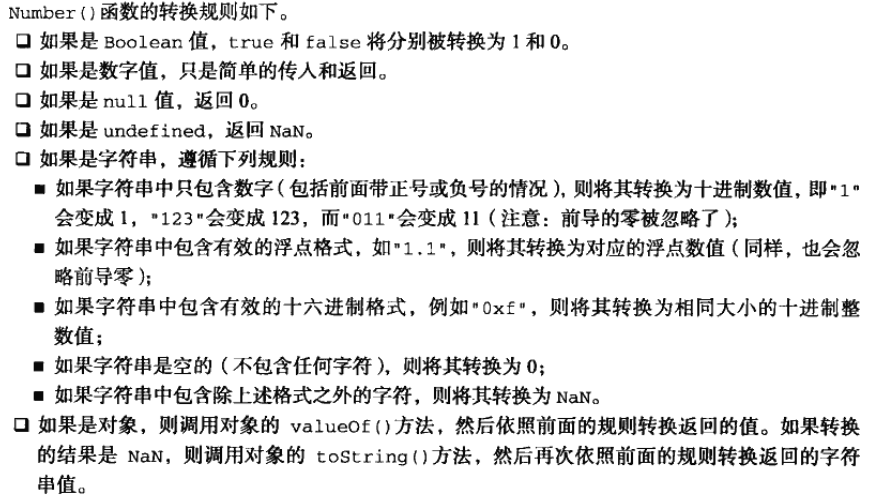 Number()函数的转换规则如下。
❑ 如果是 Boolean 值，true 和 false 将分别被转换为 1 和 0。
❑ 如果是数字值，只是简单的传入和返回。
❑ 如果是 null 值，返回 0。
❑ 如果是 undefined，返回 NaN。
❑ 如果是字符串，遵循下列规则：
■ 如果字符串中只包含数字（包括前面带正号或负号的情况），则将其转换为十进制数值，即"1"
会变成 1，"123"会变成 123，而"011"会变成 11（注意：前导的零被忽略了）；
■ 如果字符串中包含有效的浮点格式，如"1.1"，则将其转换为对应的浮点数值（同样，也会忽
略前导零）；
■ 如果字符串中包含有效的十六进制格式，例如"0xf"，则将其转换为相同大小的十进制整
数值；
■ 如果字符串是空的（不包含任何字符），则将其转换为 0；
■ 如果字符串中包含除上述格式之外的字符，则将其转换为 NaN。
❑ 如果是对象，则调用对象的 valueOf()方法，然后依照前面的规则转换返回的值。如果转换
的结果是 NaN，则调用对象的 toString()方法，然后再次依照前面的规则转换返回的字符
串值。